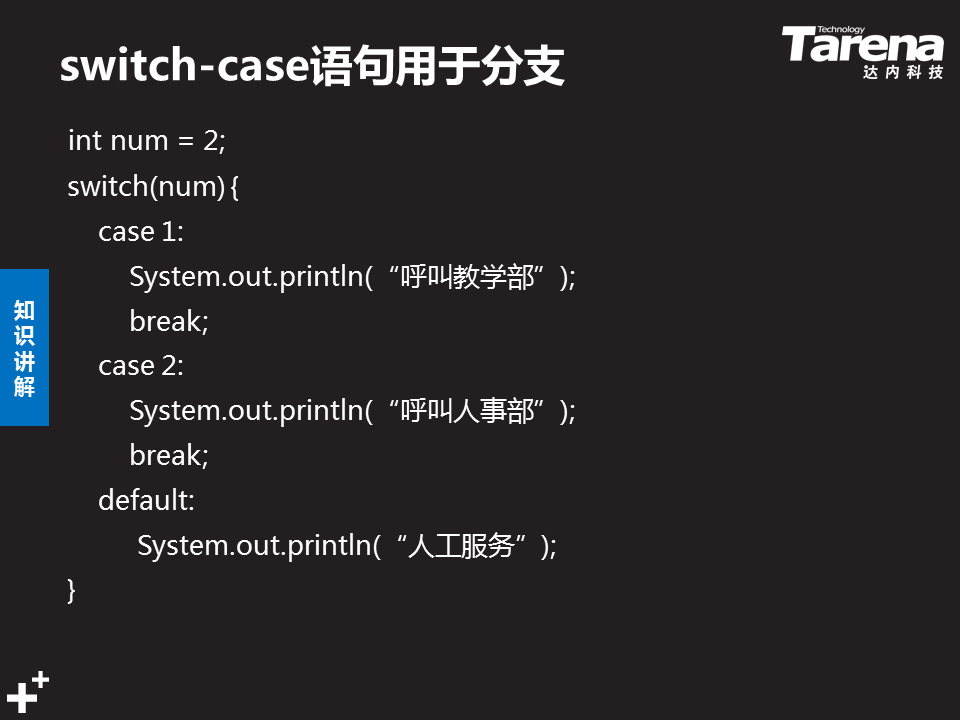 switch-case语句用于分支
Technology
Tarena
达内科技
int num = 2;
switch(num) {
case 1:
System.out.println(“呼叫教学部”);
break;
case 2:
System.out.println(“呼叫人事部”);
break;
default:
System.out.println(“人工服务”);
}
知识讲解